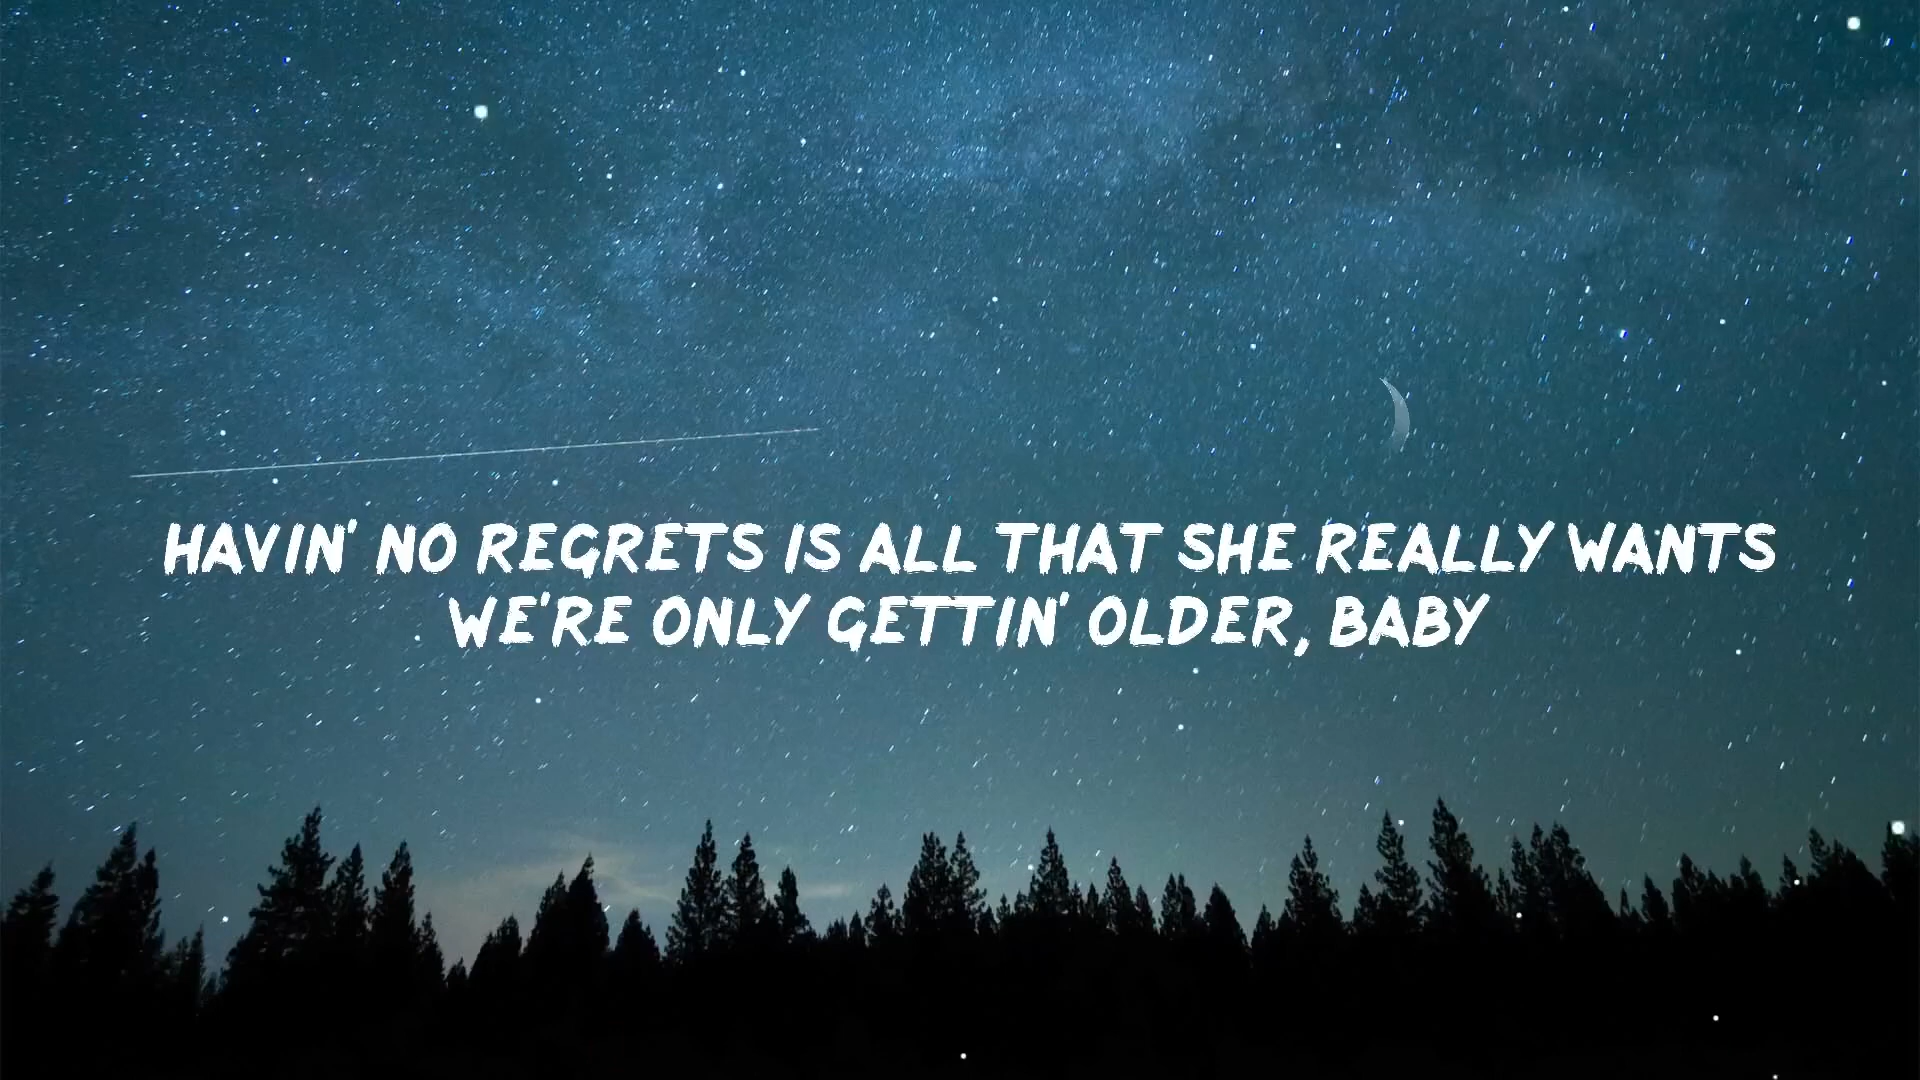 HAVIN' NO REGRETS IS ALL THAT SHE REALLY WANTS
WE'RE ONLY GETTIN' OLDER, BABY